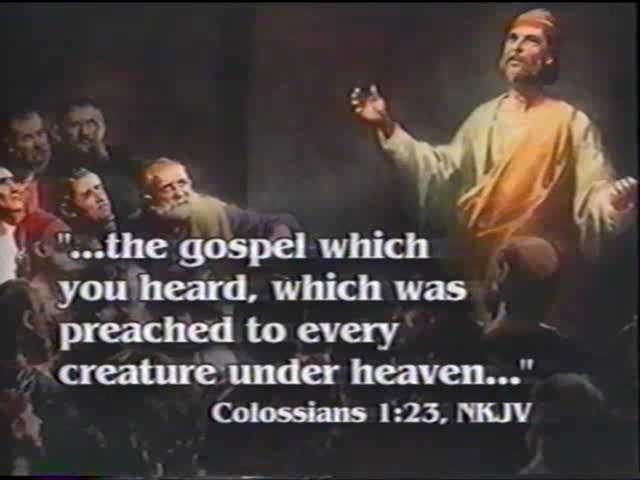 "...the gospel which
you heard, which was
preached to every
creature under heaven..."
Colossians 1:23, NKJV